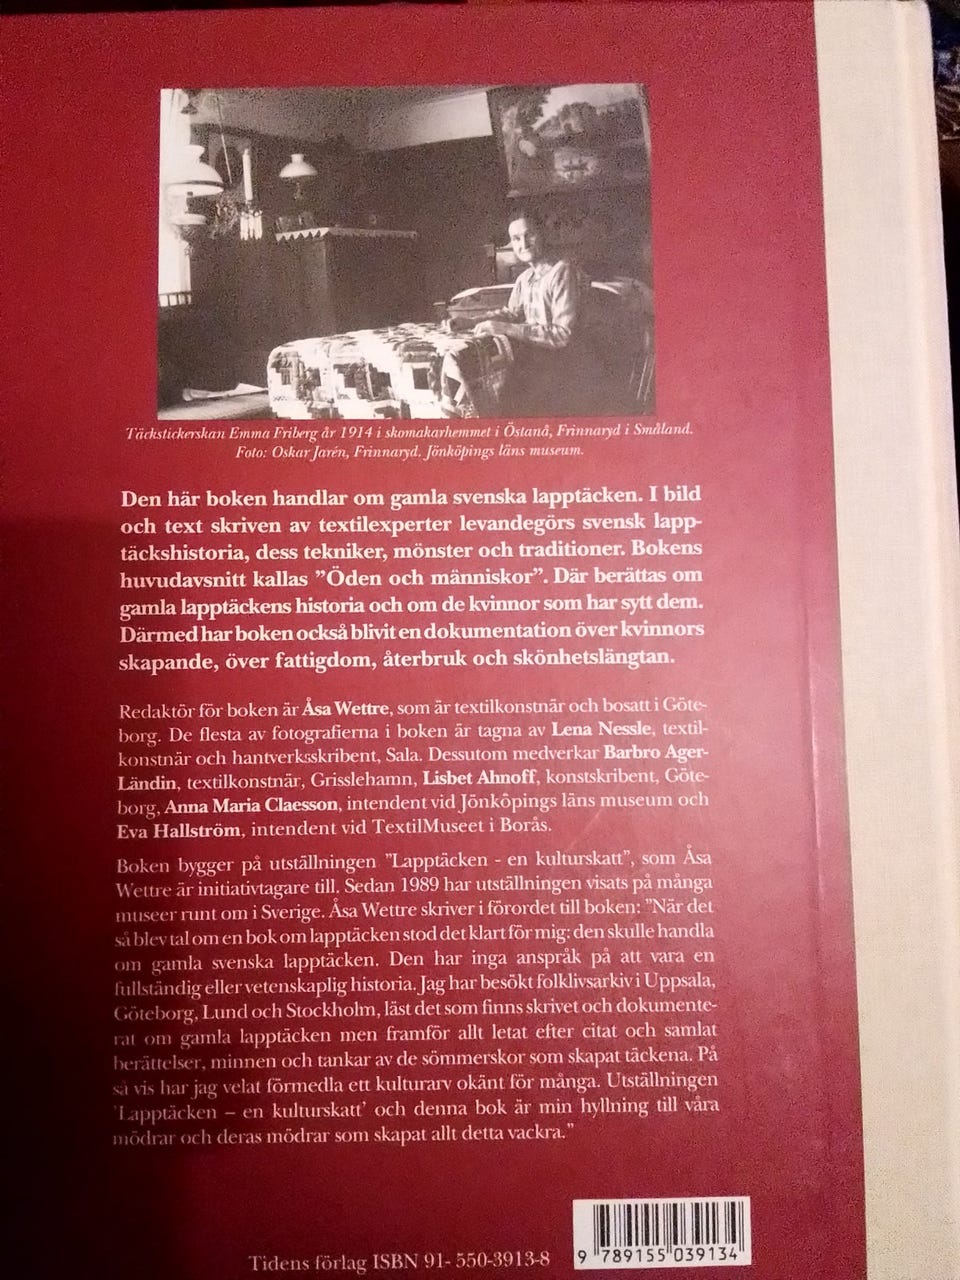 Täckstickerskan Emma Friberg år 1914 i skomakarhemmet i Östanå, Frinnaryd i Småland.
Foto: Oskar Jarén, Frinnaryd. Jönköpings läns museum.
Den här boken handlar om gamla svenska lapptäcken. I bild
och text skriven av textilexperter levandegörs svensk lapp-
täckshistoria, dess tekniker, mönster och traditioner. Bokens
huvudavsnitt kallas ”Öden och människor”. Där berättas om
gamla lapptäckens historia och om de kvinnor som har sytt dem.
Därmed har boken också blivit en dokumentation över kvinnors
skapande, över fattigdom, återbruk och skönhetslängtan.
Redaktör för boken är Åsa Wettre, som är textilkonstnär och bosatt i Göte-
borg. De flesta av fotografierna i boken är tagna av Lena Nessle, textil-
konstnär och hantverksskribent, Sala. Dessutom medverkar Barbro Ager-
Ländin, textilkonstnär, Grisslehamn, Lisbet Ahnoff, konstskribent, Göte-
borg, Anna Maria Claesson, intendent vid Jönköpings läns museum och
Eva Hallström, intendent vid TextilMuseet i Borås.
Boken bygger på utställningen ”Lapptäcken - en kulturskatt”, som Åsa
Wettre är initiativtagare till. Sedan 1989 har utställningen visats på många
museer runt om i Sverige. Åsa Wettre skriver i förordet till boken: ”När det
så blev tal om en bok om lapptäcken stod det klart för mig: den skulle handla
om gamla svenska lapptäcken. Den har inga anspråk på att vara en
fullständig eller vetenskaplig historia. Jag har besökt folklivsarkiv i Uppsala,
Göteborg, Lund och Stockholm, läst det som finns skrivet och dokumente-
rat om gamla lapptäcken men framför allt letat efter citat och samlat
berättelser, minnen och tankar av de sömmerskor som skapat täckena. På
så vis har jag velat förmedla ett kulturarv okänt för många. Utställningen
'Lapptäcken – en kulturskatt' och denna bok är min hyllning till våra
mödrar och deras mödrar som skapat allt detta vackra.”
Tidens förlag ISBN 91- 550-3913-8
9 789155 039134